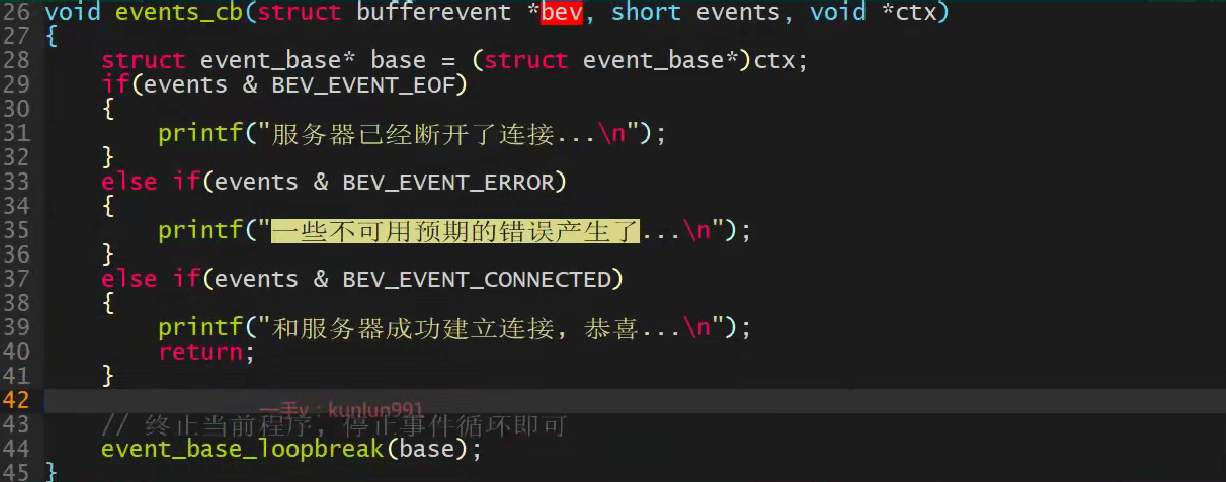 26 void events_cb(struct bufferevent *bev, short events, void *ctx)
27 {
28     struct event_base* base = (struct event_base*)ctx;
29     if(events & BEV_EVENT_EOF)
30     {
31         printf("服务器已经断开了连接...\n");
32     }
33     else if(events & BEV_EVENT_ERROR)
34     {
35         printf("一些不可用预期的错误产生了...\n");
36     }
37     else if(events & BEV_EVENT_CONNECTED)
38     {
39         printf("和服务器成功建立连接，恭喜...\n");
40         return;
41     }
42
一手v：kunlun991
43     // 终止当前程序，停止事件循环即可
44     event_base_loopbreak(base);
45 }